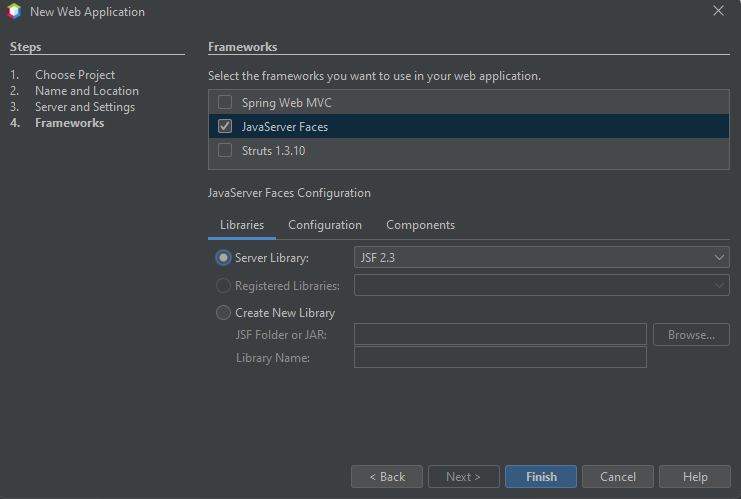 New Web Application
Steps
1. Choose Project
2. Name and Location
3. Server and Settings
4. Frameworks
Frameworks
Select the frameworks you want to use in your web application.
Spring Web MVC
JavaServer Faces
Struts 1.3.10
JavaServer Faces Configuration
Libraries Configuration Components
Server Library: JSF 2.3
Registered Libraries:
Create New Library
JSF Folder or JAR: Browse...
Library Name:
< Back Next > Finish Cancel Help